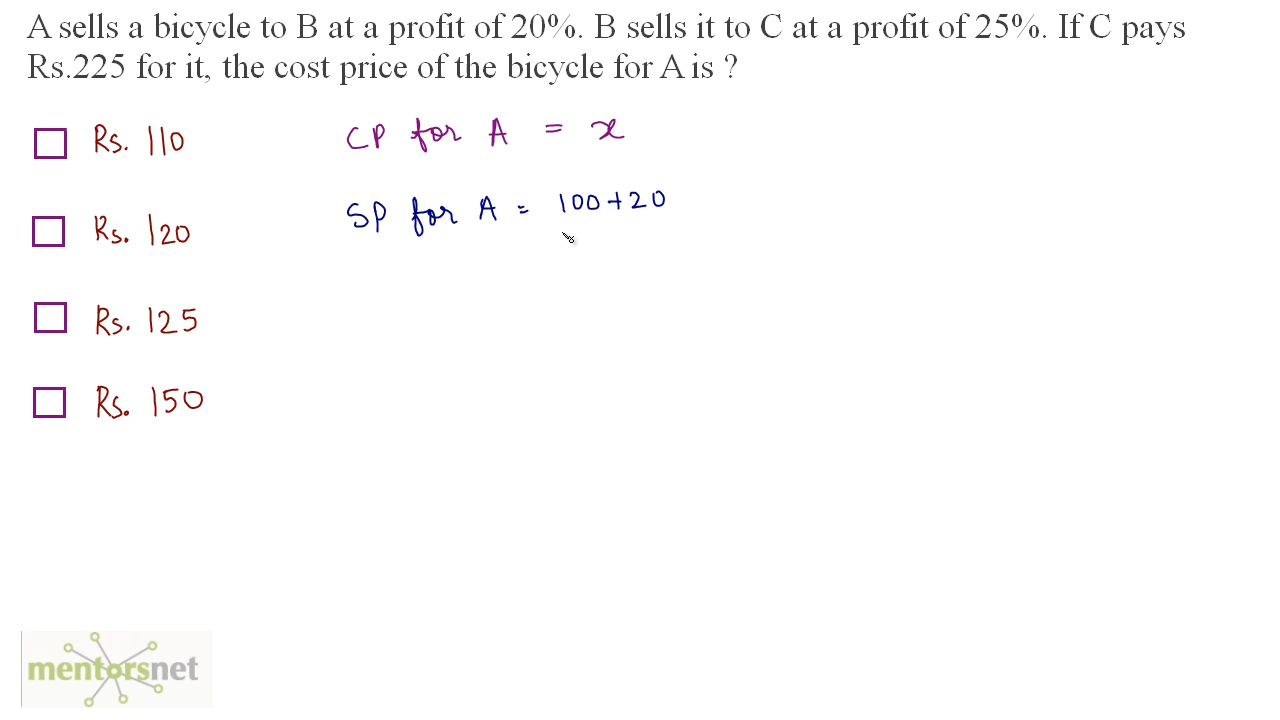 A sells a bicycle to B at a profit of 20%. B sells it to C at a profit of 25%. If C pays
Rs.225 for it, the cost price of the bicycle for A is ?
Rs. 110
CP for A = x
Rs. 120
SP for A = 100+20
Rs. 125
Rs. 150
mentorsnet